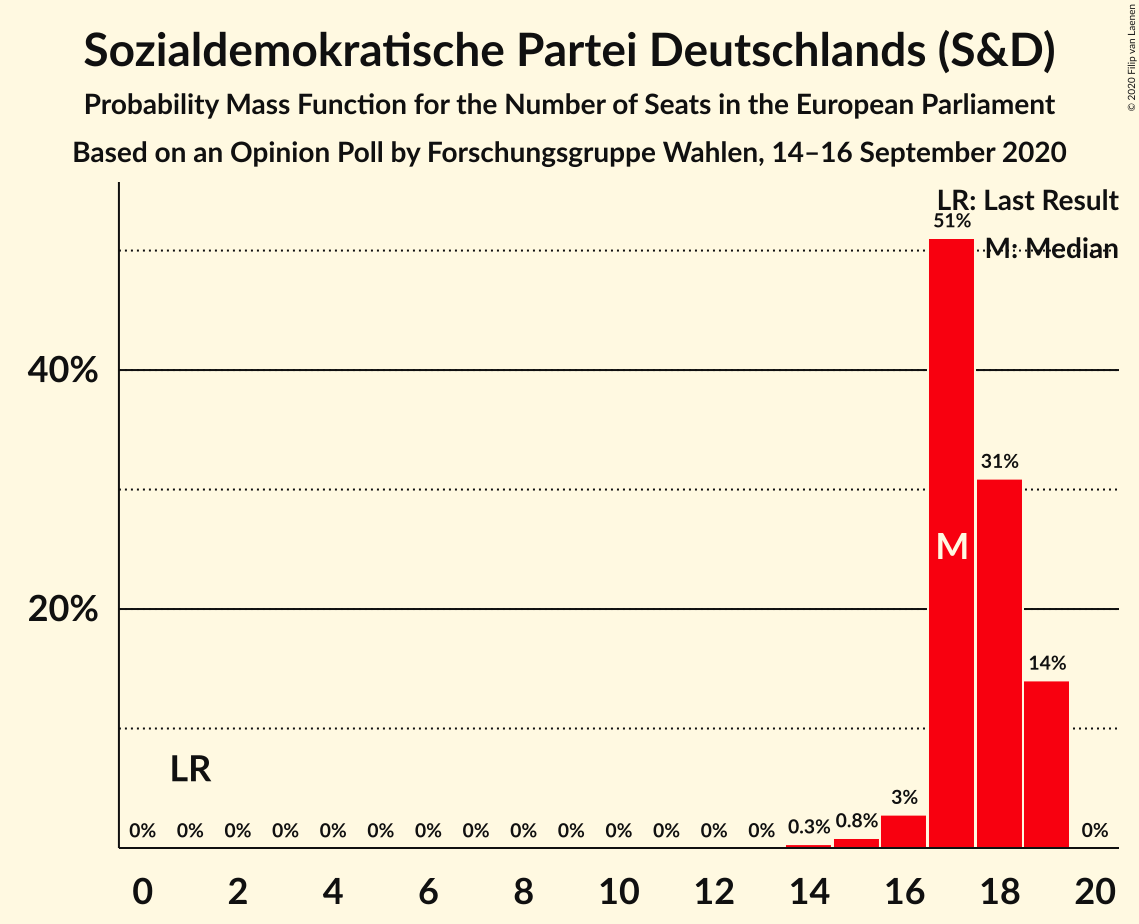 Sozialdemokratische Partei Deutschlands (S&D)
Probability Mass Function for the Number of Seats in the European Parliament
Based on an Opinion Poll by Forschungsgruppe Wahlen, 14–16 September 2020
© 2020 Filip van Laenen
LR: Last Result
51%
M: Median
40%
31%
M
20%
14%
LR
3%
0% 0% 0% 0% 0% 0% 0% 0% 0% 0% 0% 0% 0% 0% 0.3% 0.8% 0%
0 2 4 6 8 10 12 14 16 18 20